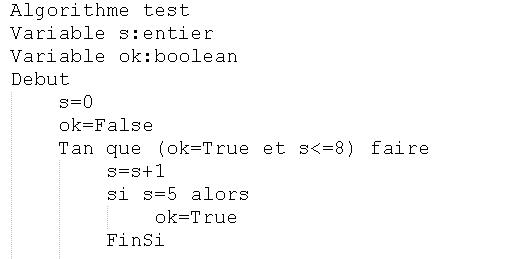 Algorithme test
Variable s:entier
Variable ok:boolean
Debut
s=0
ok=False
Tan que (ok=True et s<=8) faire
s=s+1
si s=5 alors
ok=True
FinSi